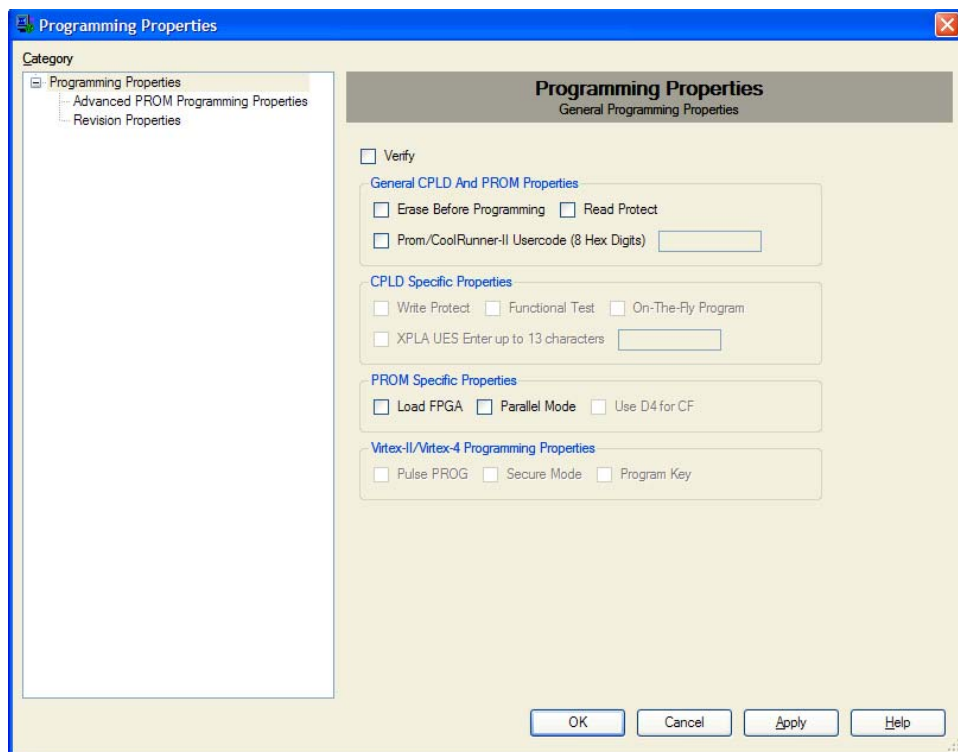 Programming Properties
Category
Programming Properties
Advanced PROM Programming Properties
Revision Properties
Programming Properties
General Programming Properties
Verify
General CPLD And PROM Properties
Erase Before Programming Read Protect
Prom/CoolRunner-II Usercode (8 Hex Digits)
CPLD Specific Properties
Write Protect Functional Test On-The-Fly Program
XPLA UES Enter up to 13 characters
PROM Specific Properties
Load FPGA Parallel Mode Use D4 for CF
Virtex-II/Virtex-4 Programming Properties
Pulse PROG Secure Mode Program Key
OK Cancel Apply Help